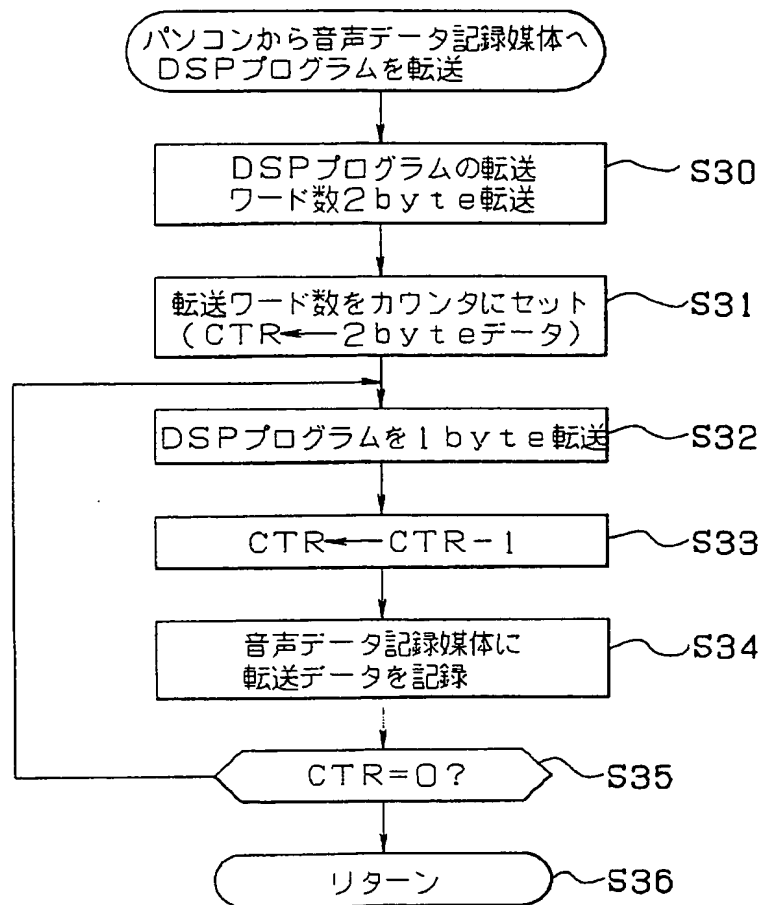 パソコンから音声データ記録媒体へ
DSPプログラムを転送
DSPプログラムの転送
ワード数2byte転送
S30
転送ワード数をカウンタにセット
(CTR←2byteデータ)
S31
DSPプログラムを1byte転送
S32
CTR←CTR-1
S33
音声データ記録媒体に
転送データを記録
S34
CTR=0?
S35
リターン
S36